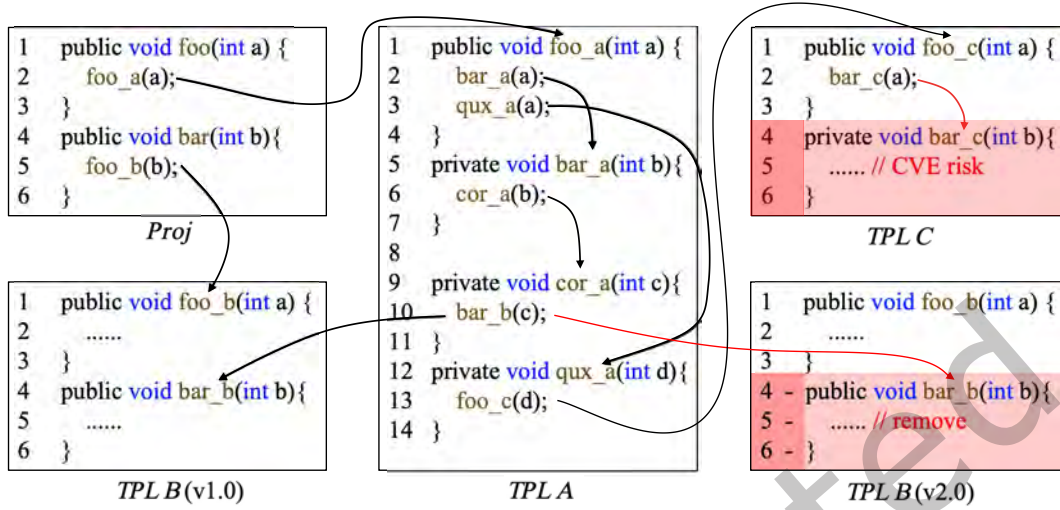 1 public void foo(int a) {
2 foo_a(a);
3 }
4 public void bar(int b){
5 foo_b(b);
6 }
Proj
1 public void foo_a(int a) {
2 bar_a(a);
3 qux_a(a);
4 }
5 private void bar_a(int b){
6 cor_a(b);
7 }
8
9 private void cor_a(int c){
10 bar_b(c);
11 }
12 private void qux_a(int d){
13 foo_c(d);
14 }
TPL A
1 public void foo_c(int a) {
2 bar_c(a);
3 }
4 private void bar_c(int b){
5 ...... // CVE risk
6 }
TPL C
1 public void foo_b(int a) {
2 ......
3 }
4 public void bar_b(int b){
5 ......
6 }
TPL B(v1.0)
1 public void foo_b(int a) {
2 ......
3 }
4 - public void bar_b(int b){
5 - ...... // remove
6 - }
TPL B(v2.0)